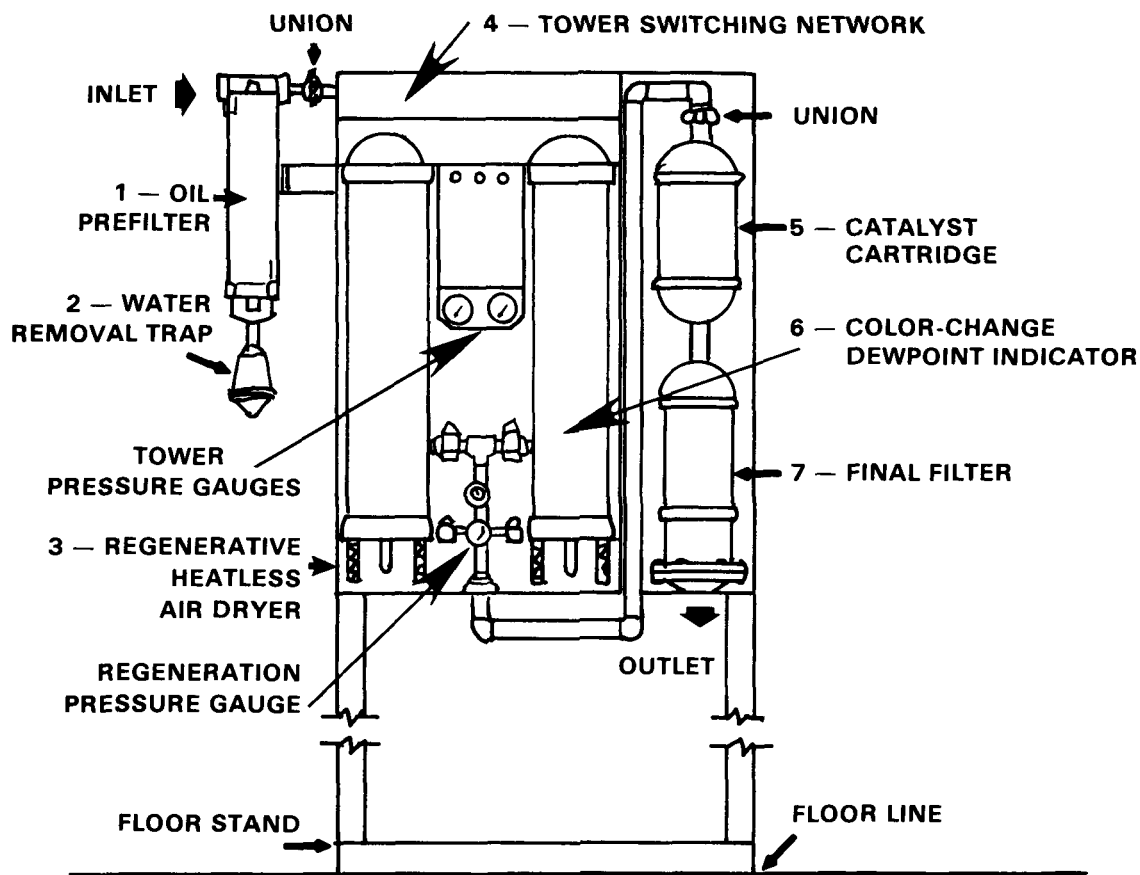 UNION
4 — TOWER SWITCHING NETWORK
INLET
UNION
1 — OIL
PREFILTER
5 — CATALYST
CARTRIDGE
2 — WATER
REMOVAL TRAP
6 — COLOR-CHANGE
DEWPOINT INDICATOR
TOWER
PRESSURE GAUGES
7 — FINAL FILTER
3 — REGENERATIVE
HEATLESS
AIR DRYER
OUTLET
REGENERATION
PRESSURE GAUGE
FLOOR STAND
FLOOR LINE